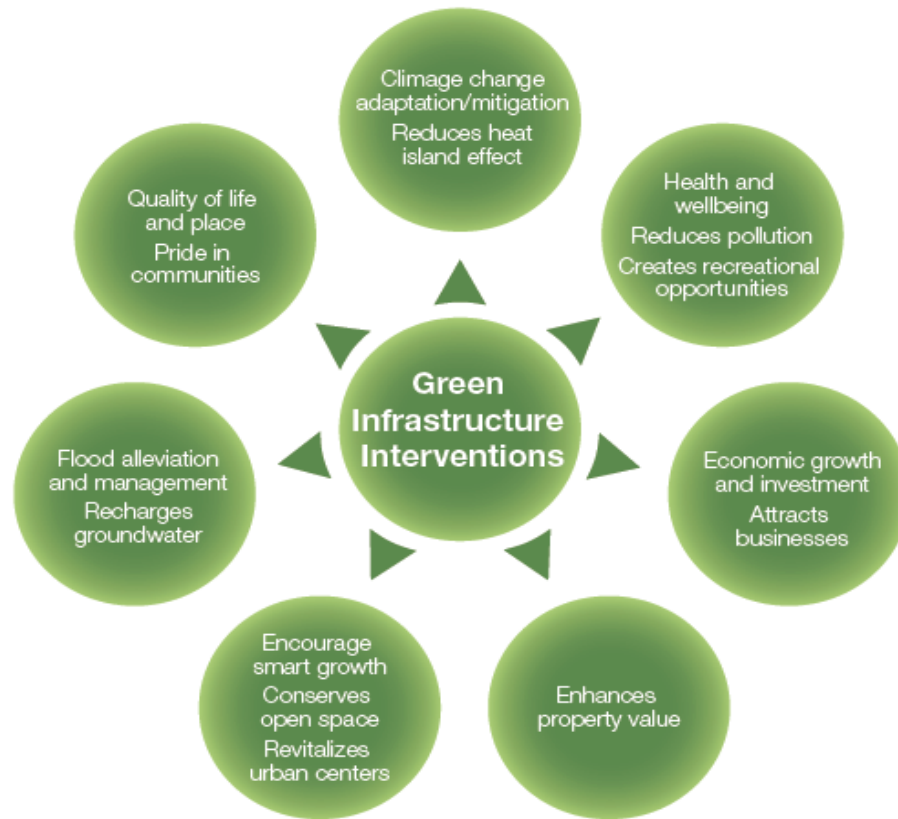 Climage change
adaptation/mitigation
Reduces heat
island effect
Health and
wellbeing
Reduces pollution
Creates recreational
opportunities
Economic growth
and investment
Attracts
businesses
Enhances
property value
Encourage
smart growth
Conserves
open space
Revitalizes
urban centers
Flood alleviation
and management
Recharges
groundwater
Quality of life
and place
Pride in
communities
Green
Infrastructure
Interventions